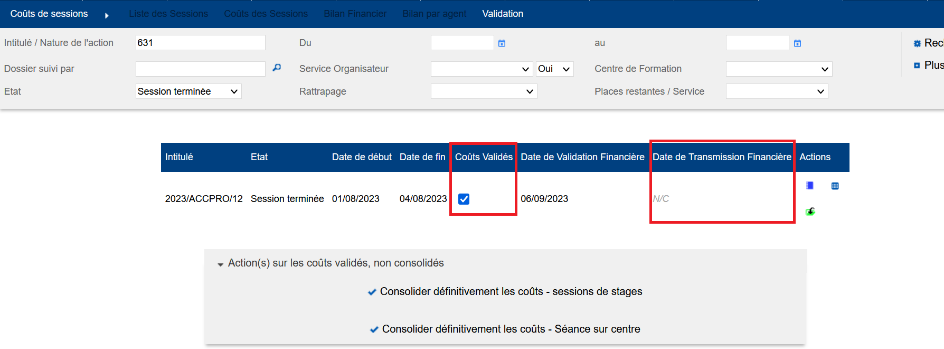 Coûts de sessions Liste des Sessions Coûts des Sessions Bilan Financier Bilan par agent Validation
Intitulé / Nature de l'action 631 Du au
Dossier suivi par Service Organisateur Oui Centre de Formation
Plus
Etat Session terminée Rattrapage Places restantes / Service
Intitulé Etat Date de début Date de fin Coûts Validés Date de Validation Financière Date de Transmission Financière Actions
2023/ACCPRO/12 Session terminée 01/08/2023 04/08/2023 06/09/2023 N/C
Action(s) sur les coûts validés, non consolidés
Consolider définitivement les coûts - sessions de stages
Consolider définitivement les coûts - Séance sur centre